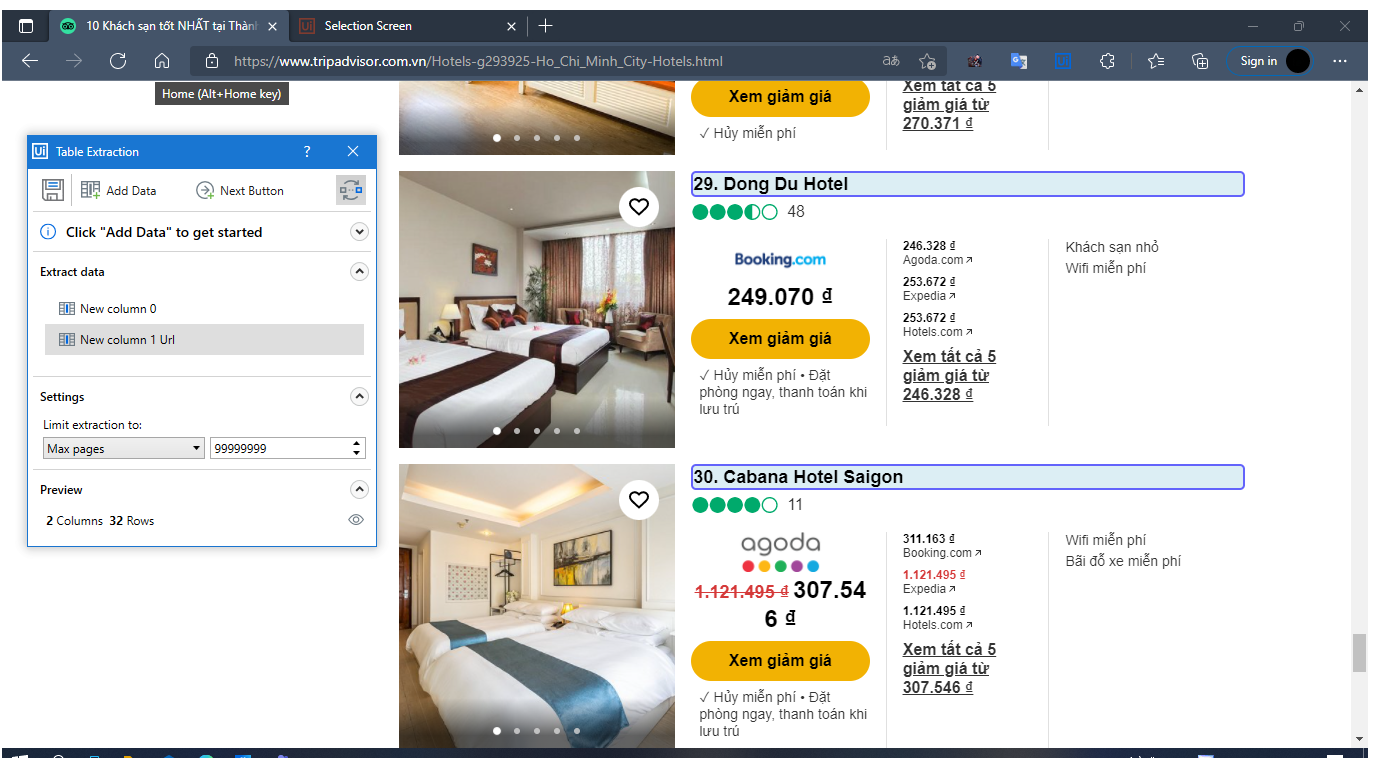 10 Khách sạn tốt NHẤT tại Thành
Selection Screen
https://www.tripadvisor.com.vn/Hotels-g293925-Ho_Chi_Minh_City-Hotels.html
aあ
Sign in
Home (Alt+Home key)
Ui Table Extraction ?
Add Data
Next Button
Click "Add Data" to get started
Extract data
New column 0
New column 1 Url
Settings
Limit extraction to:
Max pages 99999999
Preview
2 Columns 32 Rows
Xem giảm giá
✓ Hủy miễn phí
Xem tất cả 5
giảm giá từ
270.371 ₫
29. Dong Du Hotel
48
Booking.com
249.070 ₫
Xem giảm giá
✓ Hủy miễn phí • Đặt
phòng ngay, thanh toán khi
lưu trú
246.328 ₫
Agoda.com
253.672 ₫
Expedia
253.672 ₫
Hotels.com
Xem tất cả 5
giảm giá từ
246.328 ₫
Khách sạn nhỏ
Wifi miễn phí
30. Cabana Hotel Saigon
11
agoda
1.121.495 ₫ 307.54
6 ₫
Xem giảm giá
✓ Hủy miễn phí • Đặt
phòng ngay, thanh toán khi
lưu trú
311.163 ₫
Booking.com
1.121.495 ₫
Expedia
1.121.495 ₫
Hotels.com
Xem tất cả 5
giảm giá từ
307.546 ₫
Wifi miễn phí
Bãi đỗ xe miễn phí